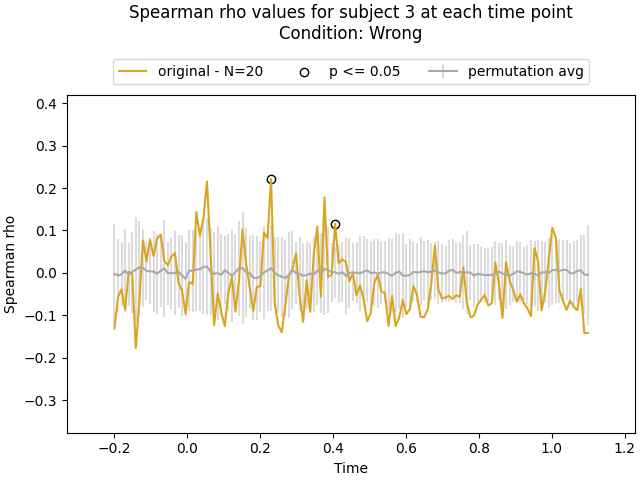 Spearman rho values for subject 3 at each time point
Condition: Wrong
original - N=20 p <= 0.05 permutation avg
0.4
0.3
0.2
0.1
0.0
−0.1
−0.2
−0.3
Spearman rho
−0.2 0.0 0.2 0.4 0.6 0.8 1.0 1.2
Time